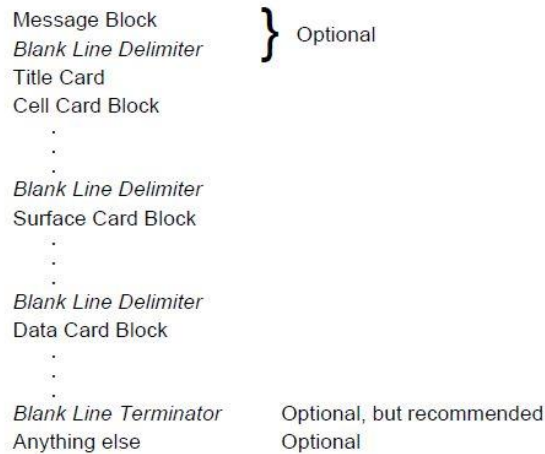 Message Block
Blank Line Delimiter
} Optional
Title Card
Cell Card Block
.
.
.
Blank Line Delimiter
Surface Card Block
.
.
.
Blank Line Delimiter
Data Card Block
.
.
.
Blank Line Terminator Optional, but recommended
Anything else Optional